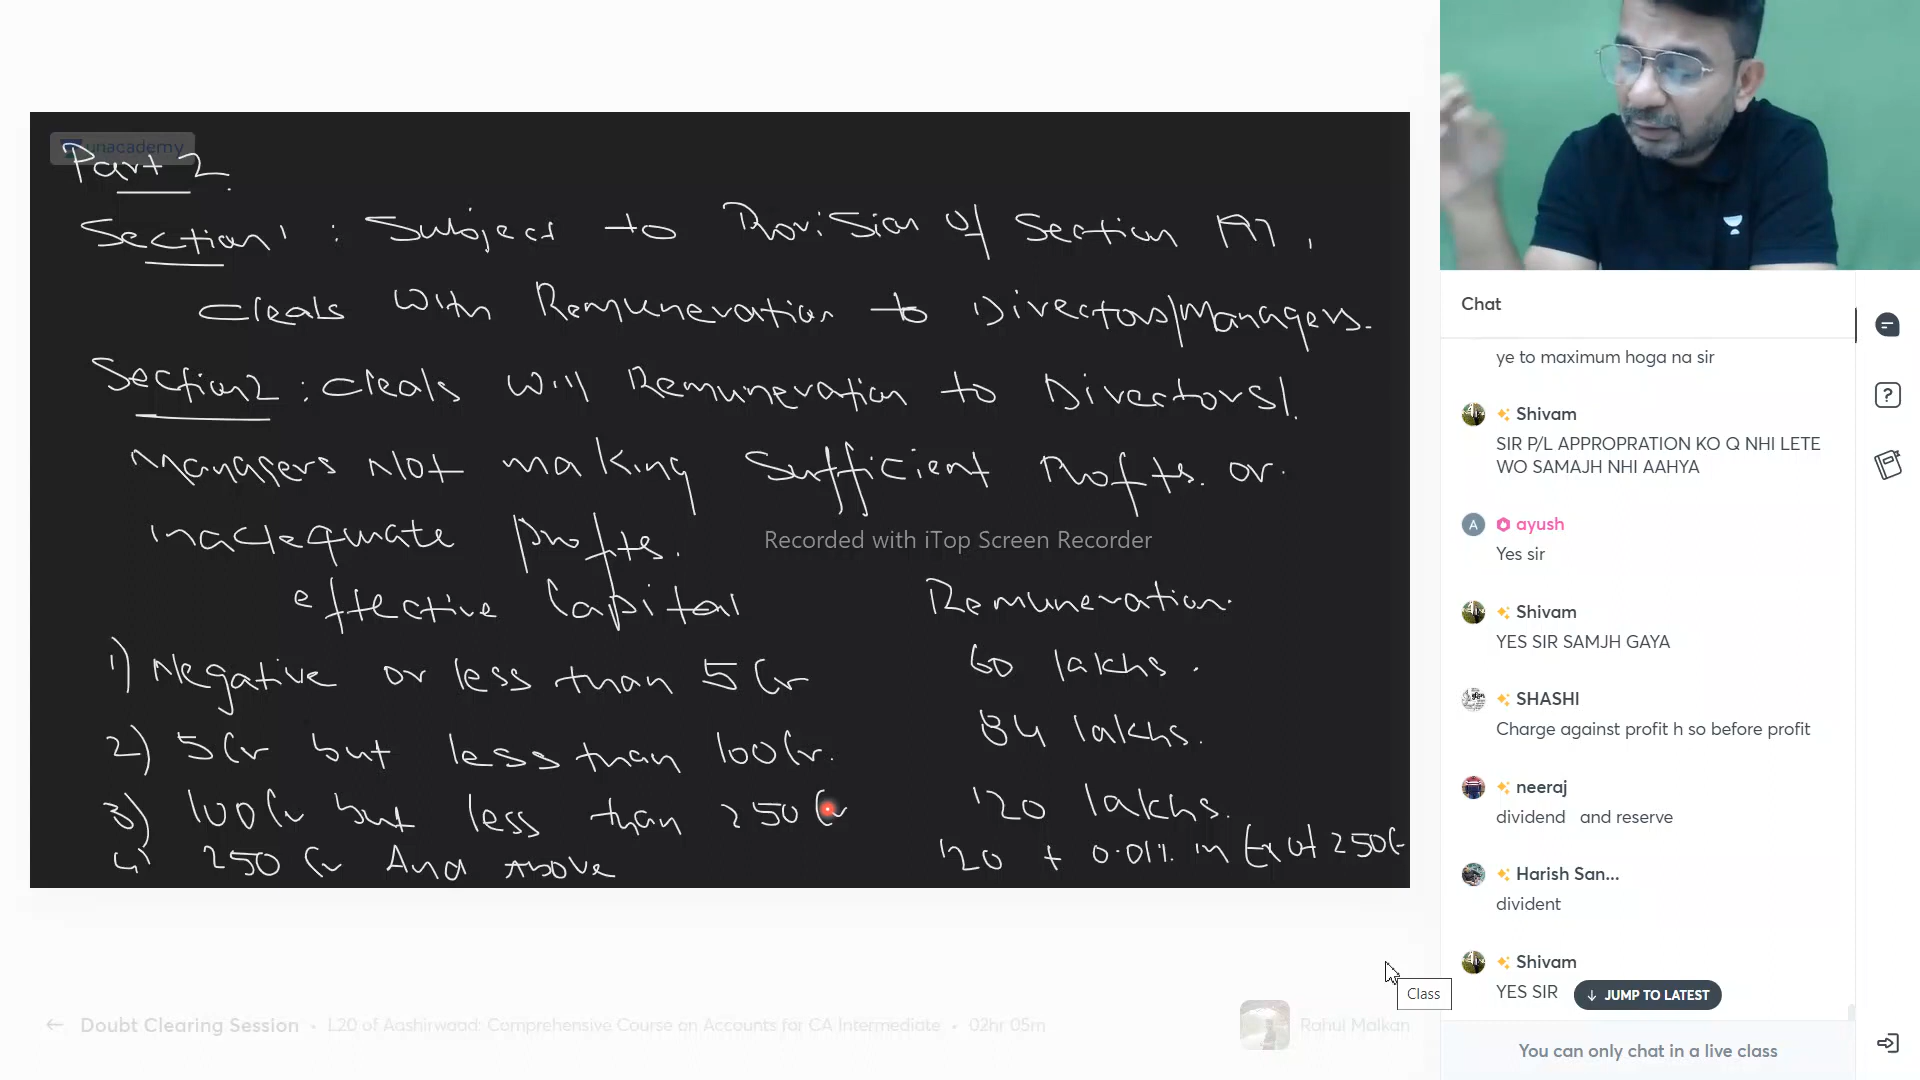 unacademy
Part 2.
Section 1 : Subject to Provision of Section 197,
deals with Remuneration to Directors/Managers.
Section 2 : deals will Remuneration to Directors/.
Managers Not making Sufficient Profts. or.
inadequate profts.
effective Capital Remuneration.
1) Negative or less than 5 Cr 60 lakhs.
2) 5 Cr but less than 100 Cr. 84 lakhs.
3) 100 Cr but less than 250 Cr 120 lakhs.
4) 250 Cr And Above 120 + 0.01% in Ex of 250 Cr
Recorded with iTop Screen Recorder
Chat
ye to maximum hoga na sir
Shivam
SIR P/L APPROPRATION KO Q NHI LETE
WO SAMAJH NHI AAHYA
A ayush
Yes sir
Shivam
YES SIR SAMJH GAYA
SHASHI
Charge against profit h so before profit
neeraj
dividend and reserve
Harish San...
divident
Shivam
YES SIR
JUMP TO LATEST
You can only chat in a live class
Class
Doubt Clearing Session • L20 of Aashirwaad: Comprehensive Course on Accounts for CA Intermediate • 02hr 05m
Rahul Malkan